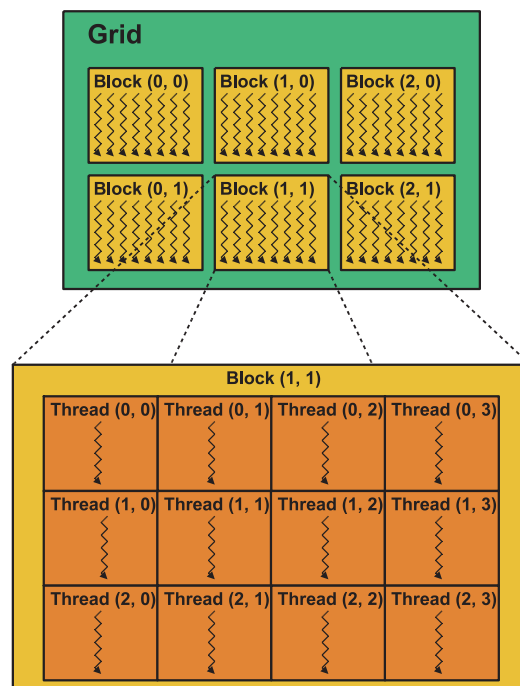 Grid
Block (0, 0) Block (1, 0) Block (2, 0)
Block (0, 1) Block (1, 1) Block (2, 1)
Block (1, 1)
Thread (0, 0) Thread (0, 1) Thread (0, 2) Thread (0, 3)
Thread (1, 0) Thread (1, 1) Thread (1, 2) Thread (1, 3)
Thread (2, 0) Thread (2, 1) Thread (2, 2) Thread (2, 3)